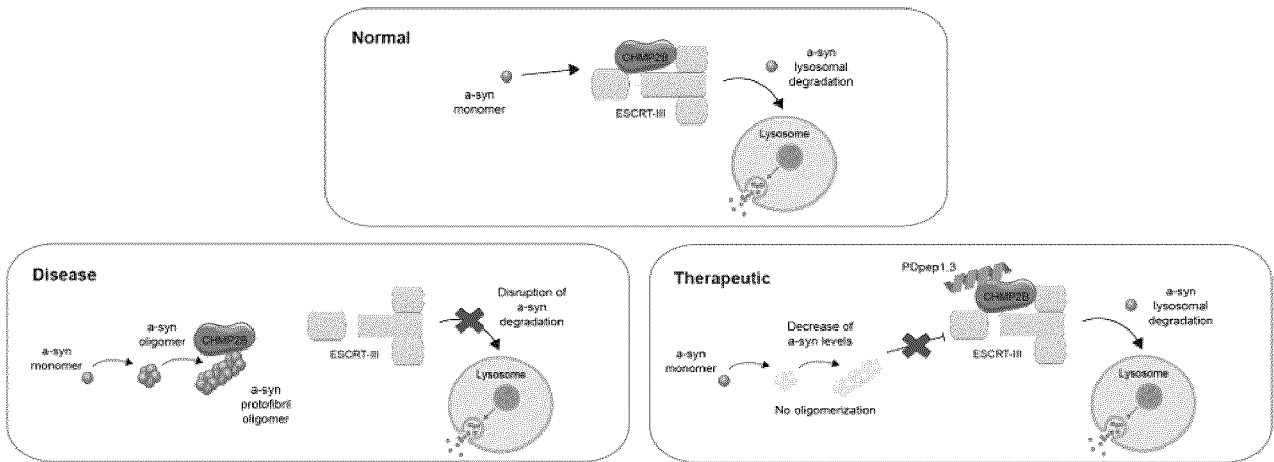 Normal
CHMP2B
a-syn
monomer
ESCRT-III
a-syn
lysosomal
degradation
Lysosome
Disease
a-syn
monomer
a-syn
oligomer
CHMP2B
a-syn
protofibril
oligomer
ESCRT-III
Disruption of
a-syn
degradation
Lysosome
Therapeutic
PDpep1.3
CHMP2B
a-syn
monomer
Decrease of
a-syn levels
No oligomerization
ESCRT-III
a-syn
lysosomal
degradation
Lysosome